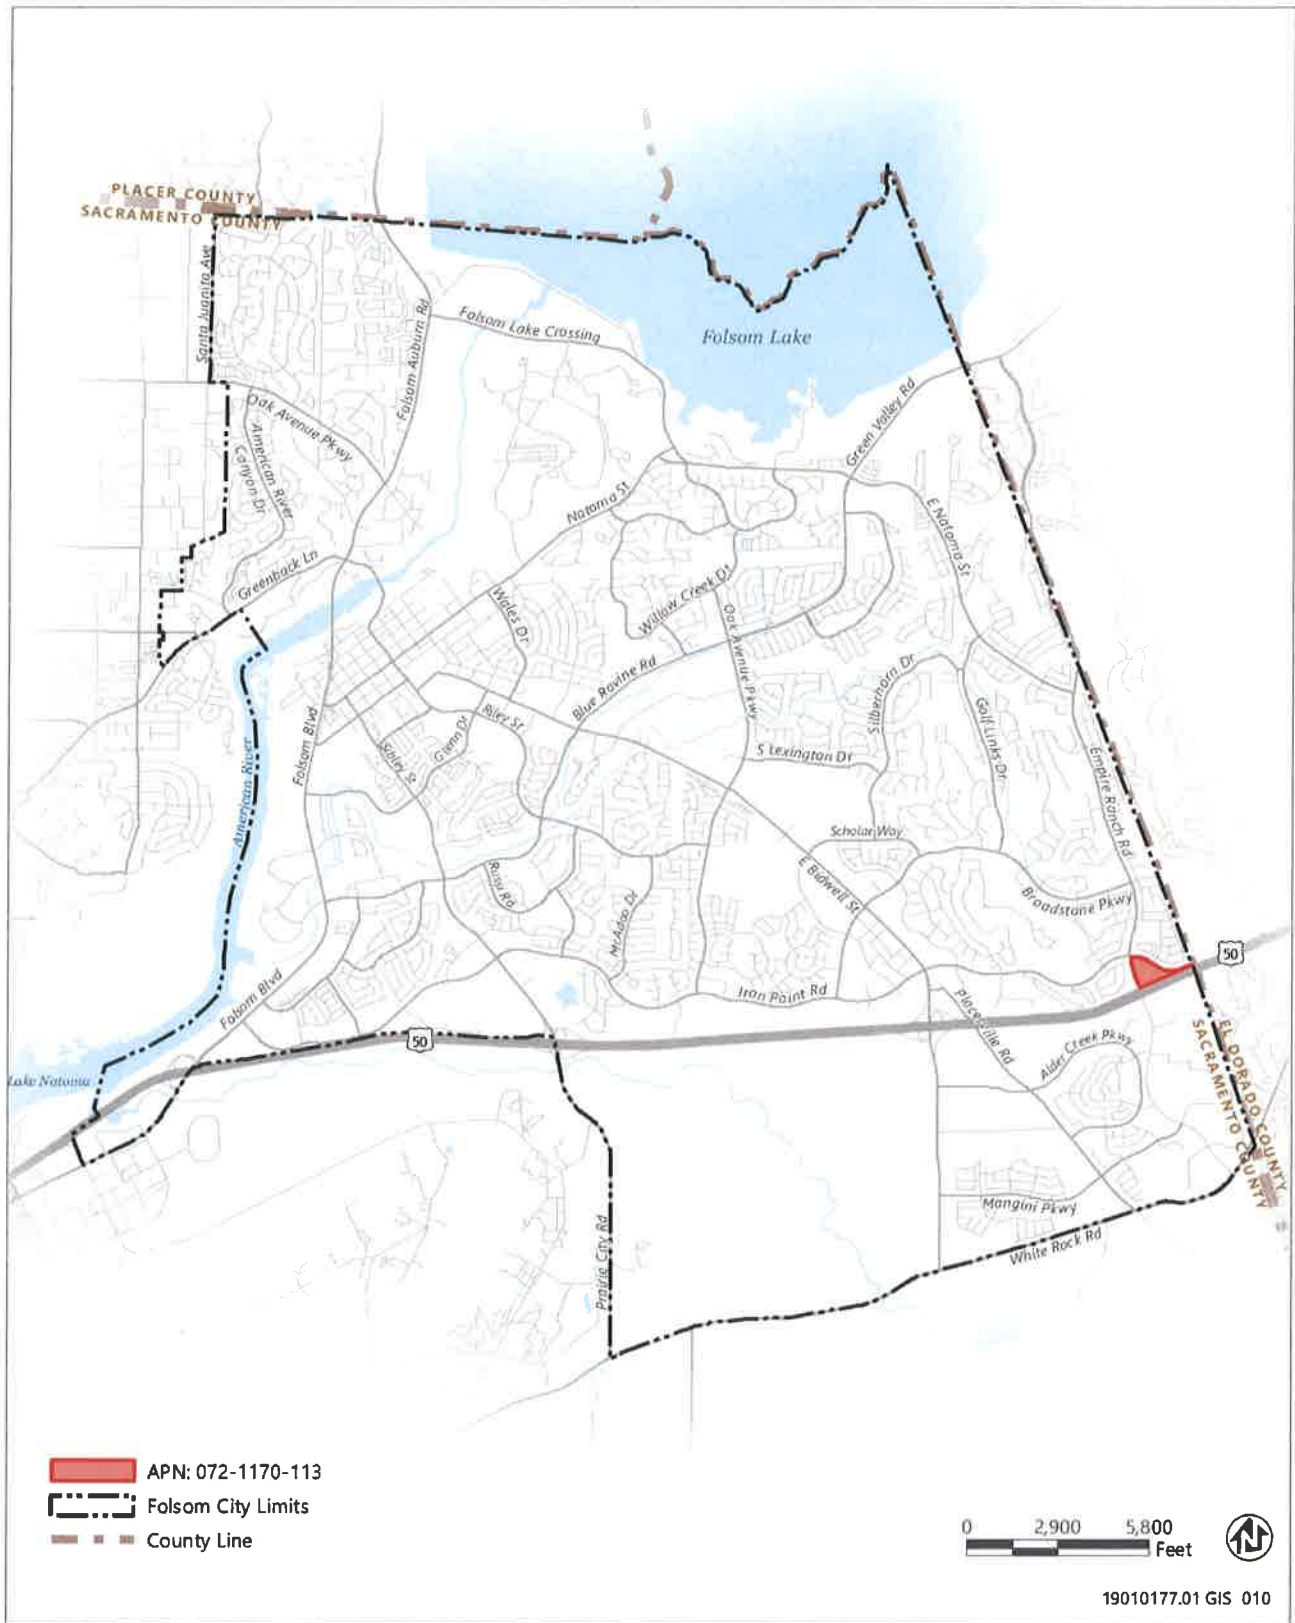 PLACER COUNTY
SACRAMENTO COUNTY
Santa Juanita Ave
Folsom Auburn Rd
Folsom Lake Crossing
Folsom Lake
Oak Avenue Pkwy
American River
Canyon Dr
Green Valley Rd
Natoma St
E Natoma St
Greenback Ln
Wales Dr
Willow Creek Dr
Oak Avenue Pkwy
Blue Ravine Rd
Silberhorn Dr
Golf Links Dr
Folsom Blvd
Sibley St
Glenn Dr
Riley St
S Lexington Dr
Empire Ranch Rd
American River
Scholar Way
E Bidwell St
Broadstone Pkwy
Russi Rd
McAdoo Dr
50
Iron Point Rd
Folsom Blvd
Placerville Rd
50
Alder Creek Pkwy
EL DORADO COUNTY
SACRAMENTO COUNTY
Lake Natoma
Mangini Pkwy
White Rock Rd
Prairie City Rd
APN: 072-1170-113
Folsom City Limits
County Line
0 2,900 5,800
Feet
N
19010177.01 GIS 010